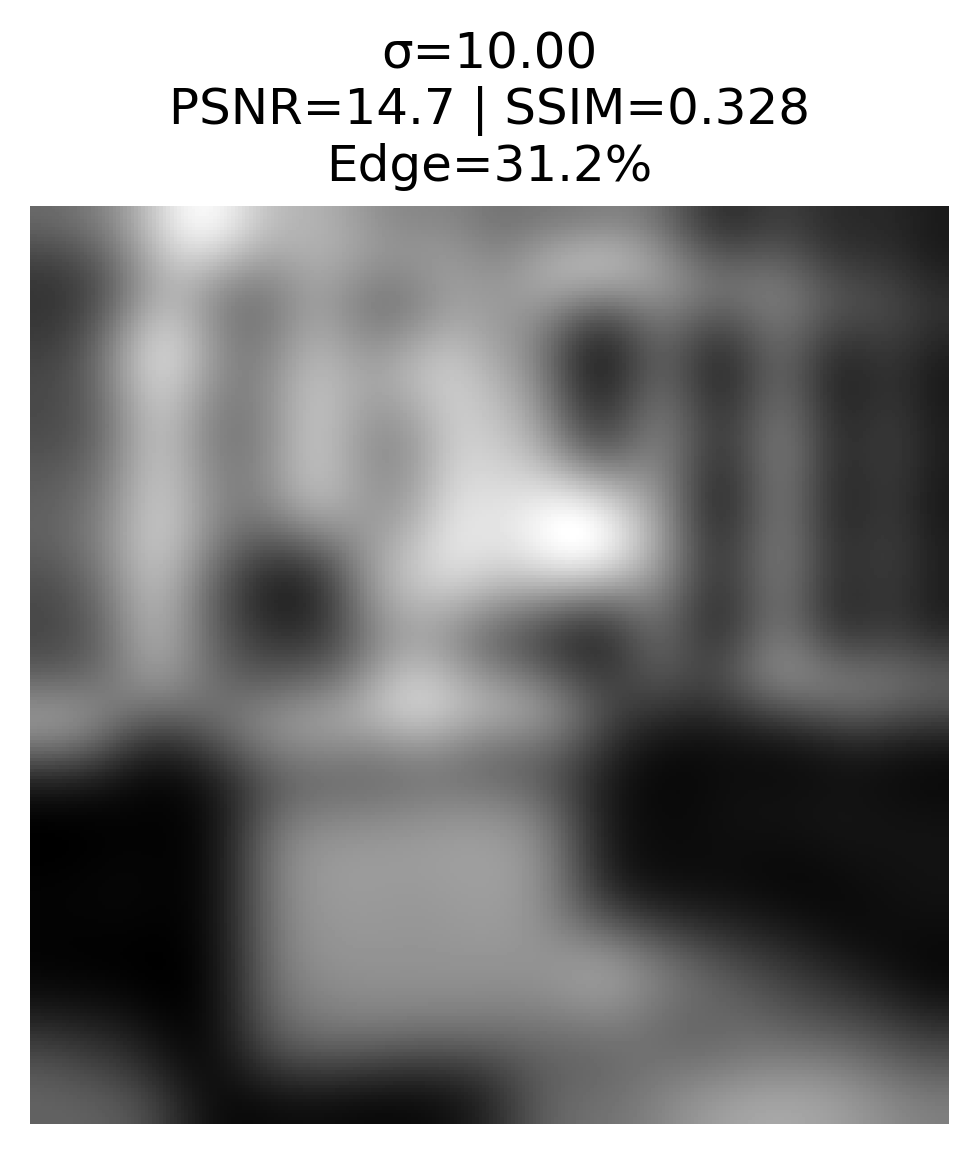 σ=10.00
PSNR=14.7 | SSIM=0.328
Edge=31.2%